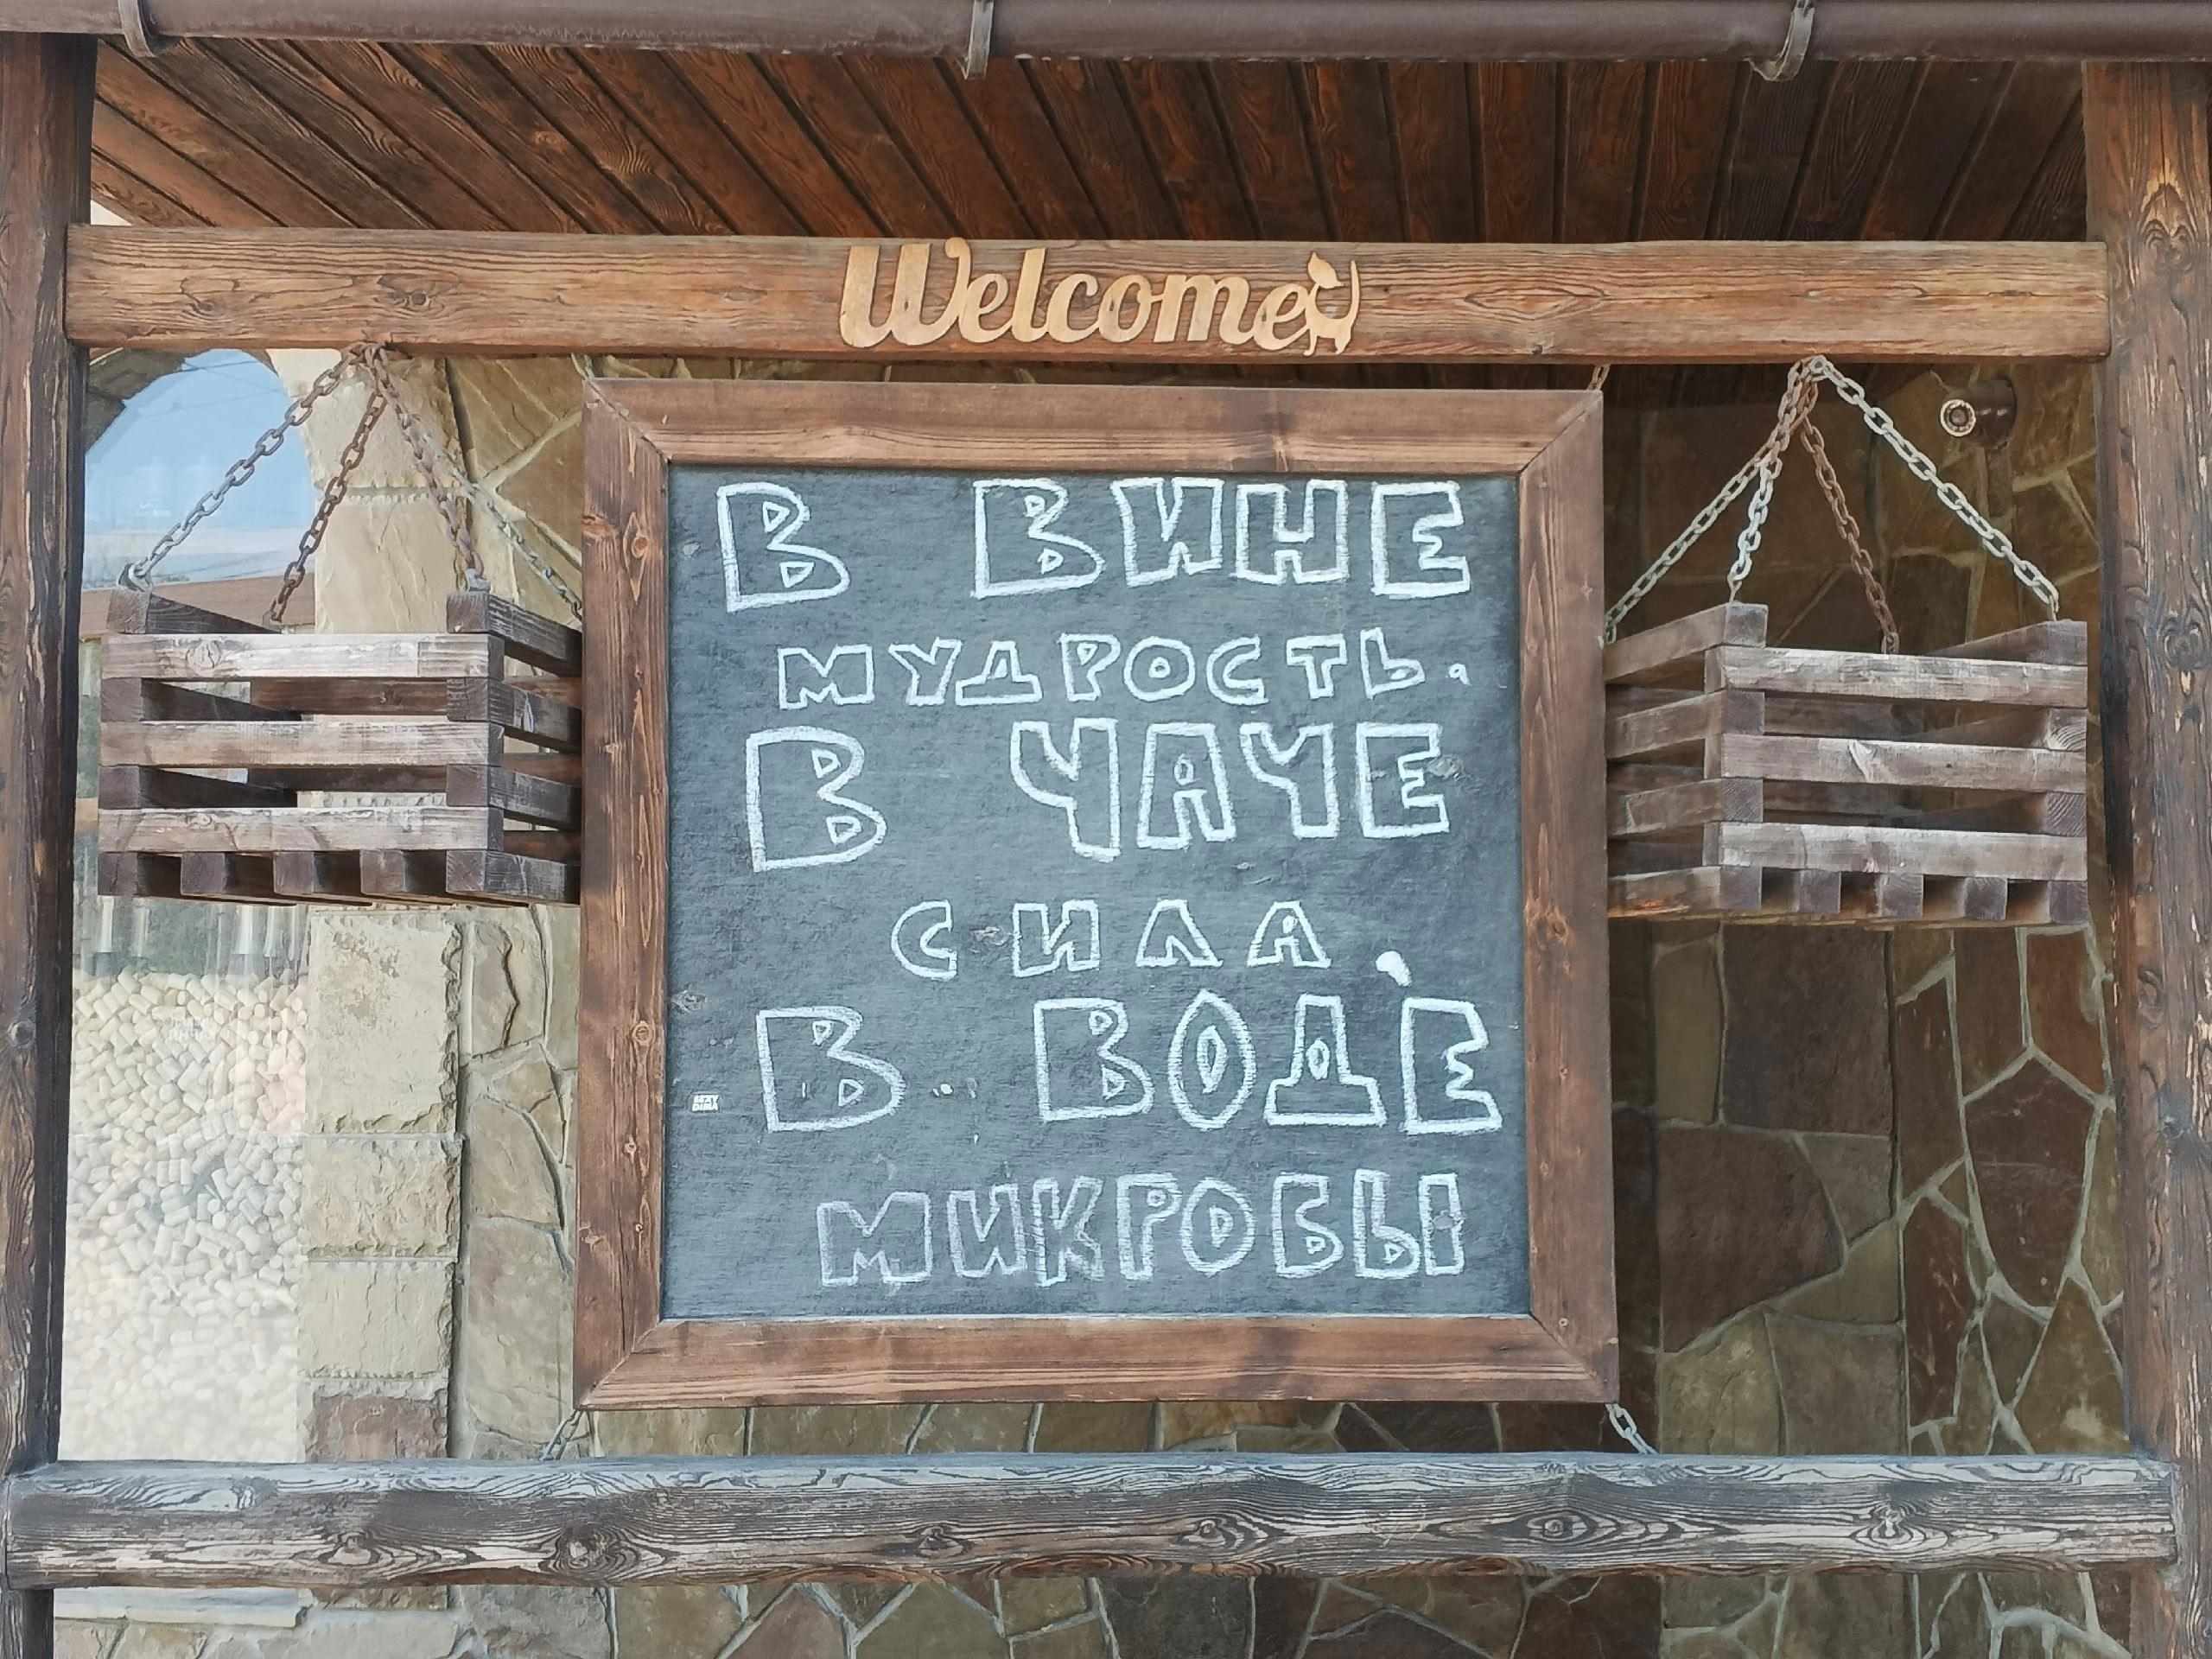 Welcome
В ВИНЕ
МУДРОСТЬ.
В ЧАЧЕ
СИЛА,
В ВОДЕ
МИКРОБЫ